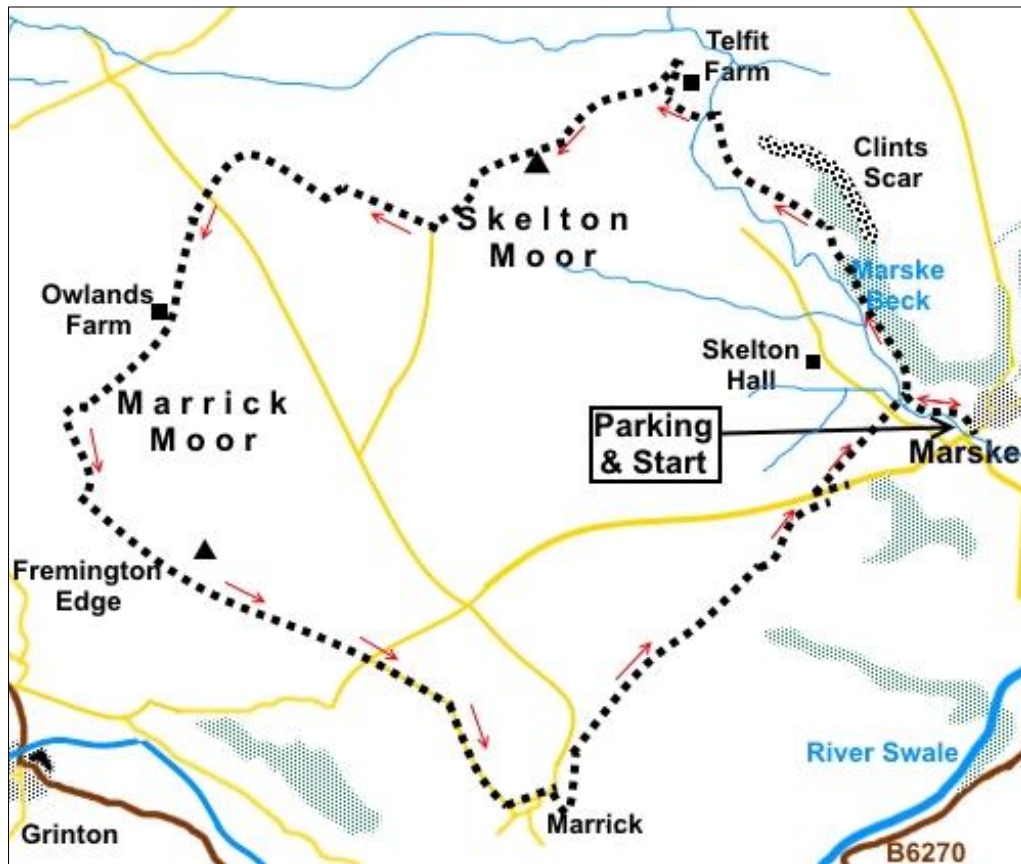 Telfit
Farm
Clints
Scar
Skelton
Moor
Marske
Beck
Owlands
Farm
Skelton
Hall
Marrick
Moor
Parking
& Start
Marske
Fremington
Edge
River Swale
Marrick
Grinton
B6270